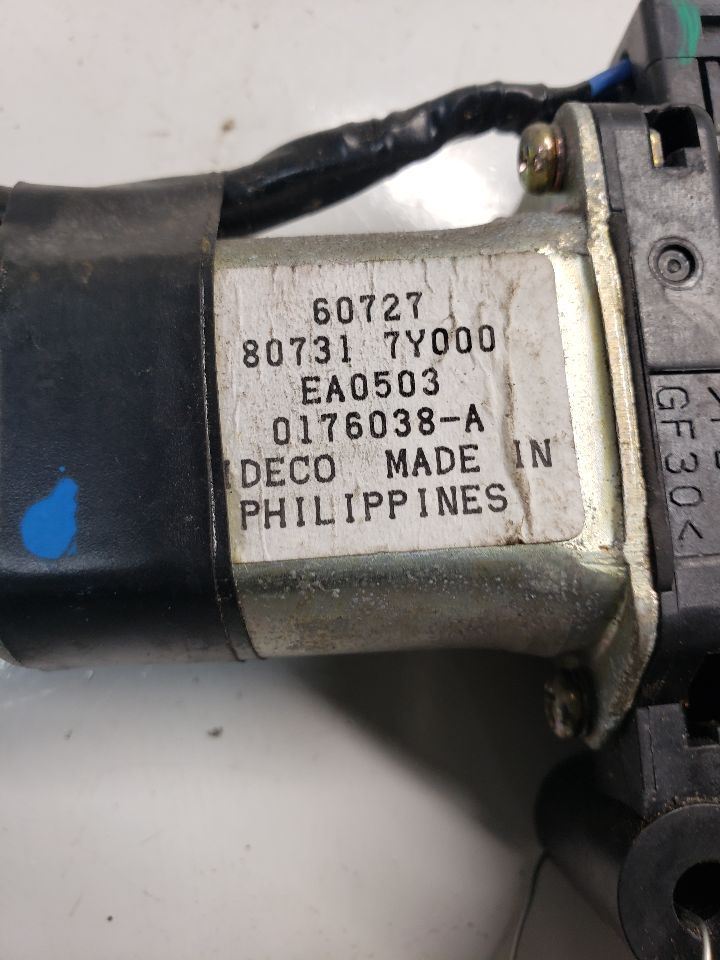 60727
80731 7Y000
EA0503
0176038-A
DECO MADE IN
PHILIPPINES
GF30<